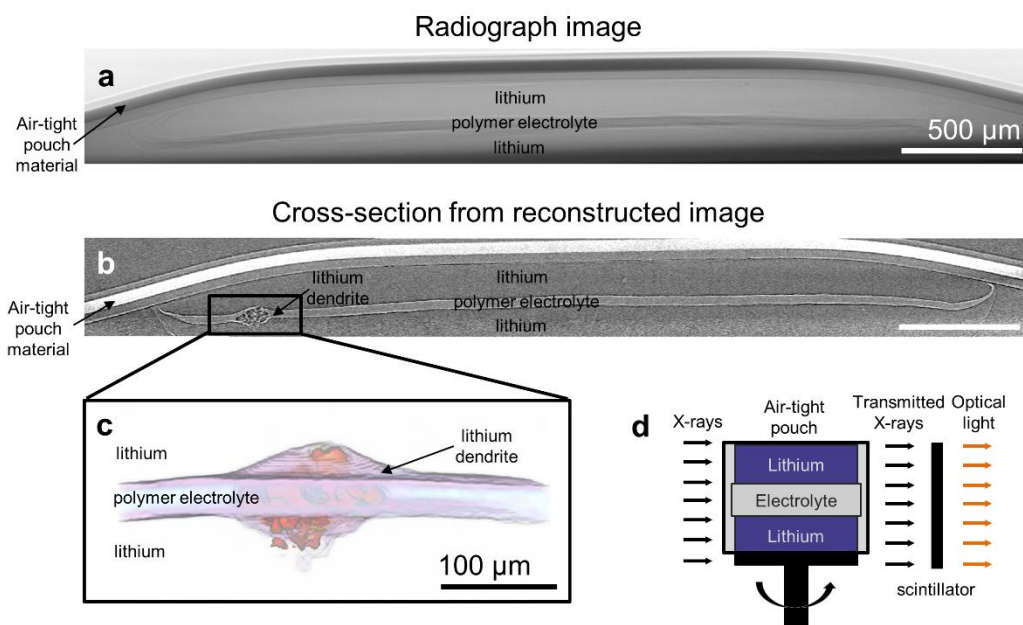 Radiograph image
a
lithium
polymer electrolyte
lithium
Air-tight
pouch
material
500 μm
Cross-section from reconstructed image
b
lithium
dendrite
lithium
polymer electrolyte
lithium
Air-tight
pouch
material
c
lithium
lithium
dendrite
polymer electrolyte
lithium
100 μm
d
X-rays
Air-tight
pouch
Transmitted
X-rays
Optical
light
Lithium
Electrolyte
Lithium
scintillator